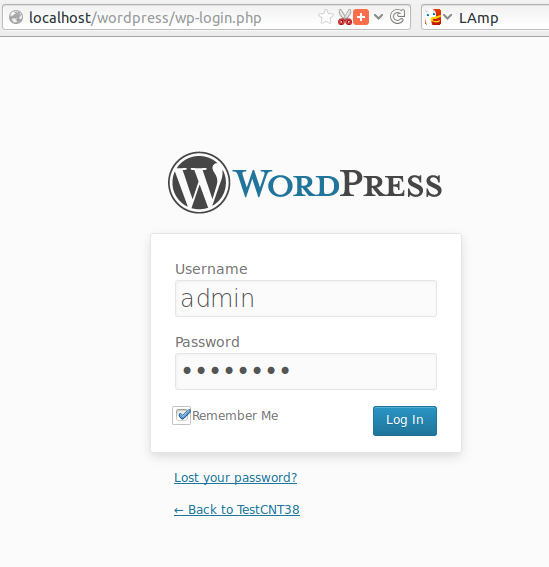 localhost/wordpress/wp-login.php LAmp
WORDPRESS
Username
admin
Password
••••••••
Remember Me
Log In
Lost your password?
← Back to TestCNT38